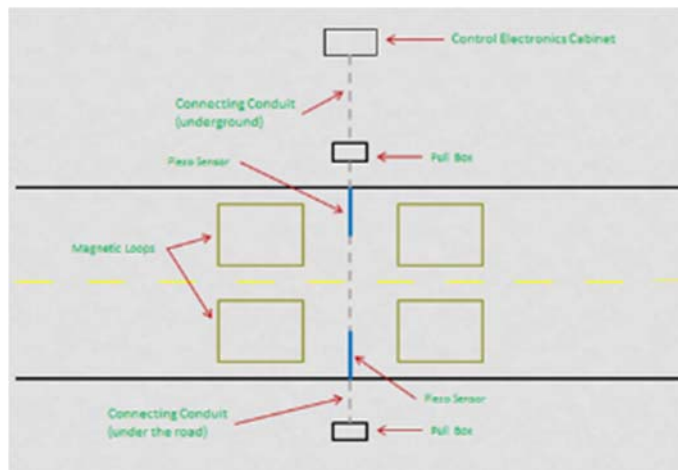 Control Electronics Cabinet
Connecting Conduit
(underground)
Piezo Sensor
Pull Box
Magnetic Loops
Connecting Conduit
(under the road)
Piezo Sensor
Pull Box